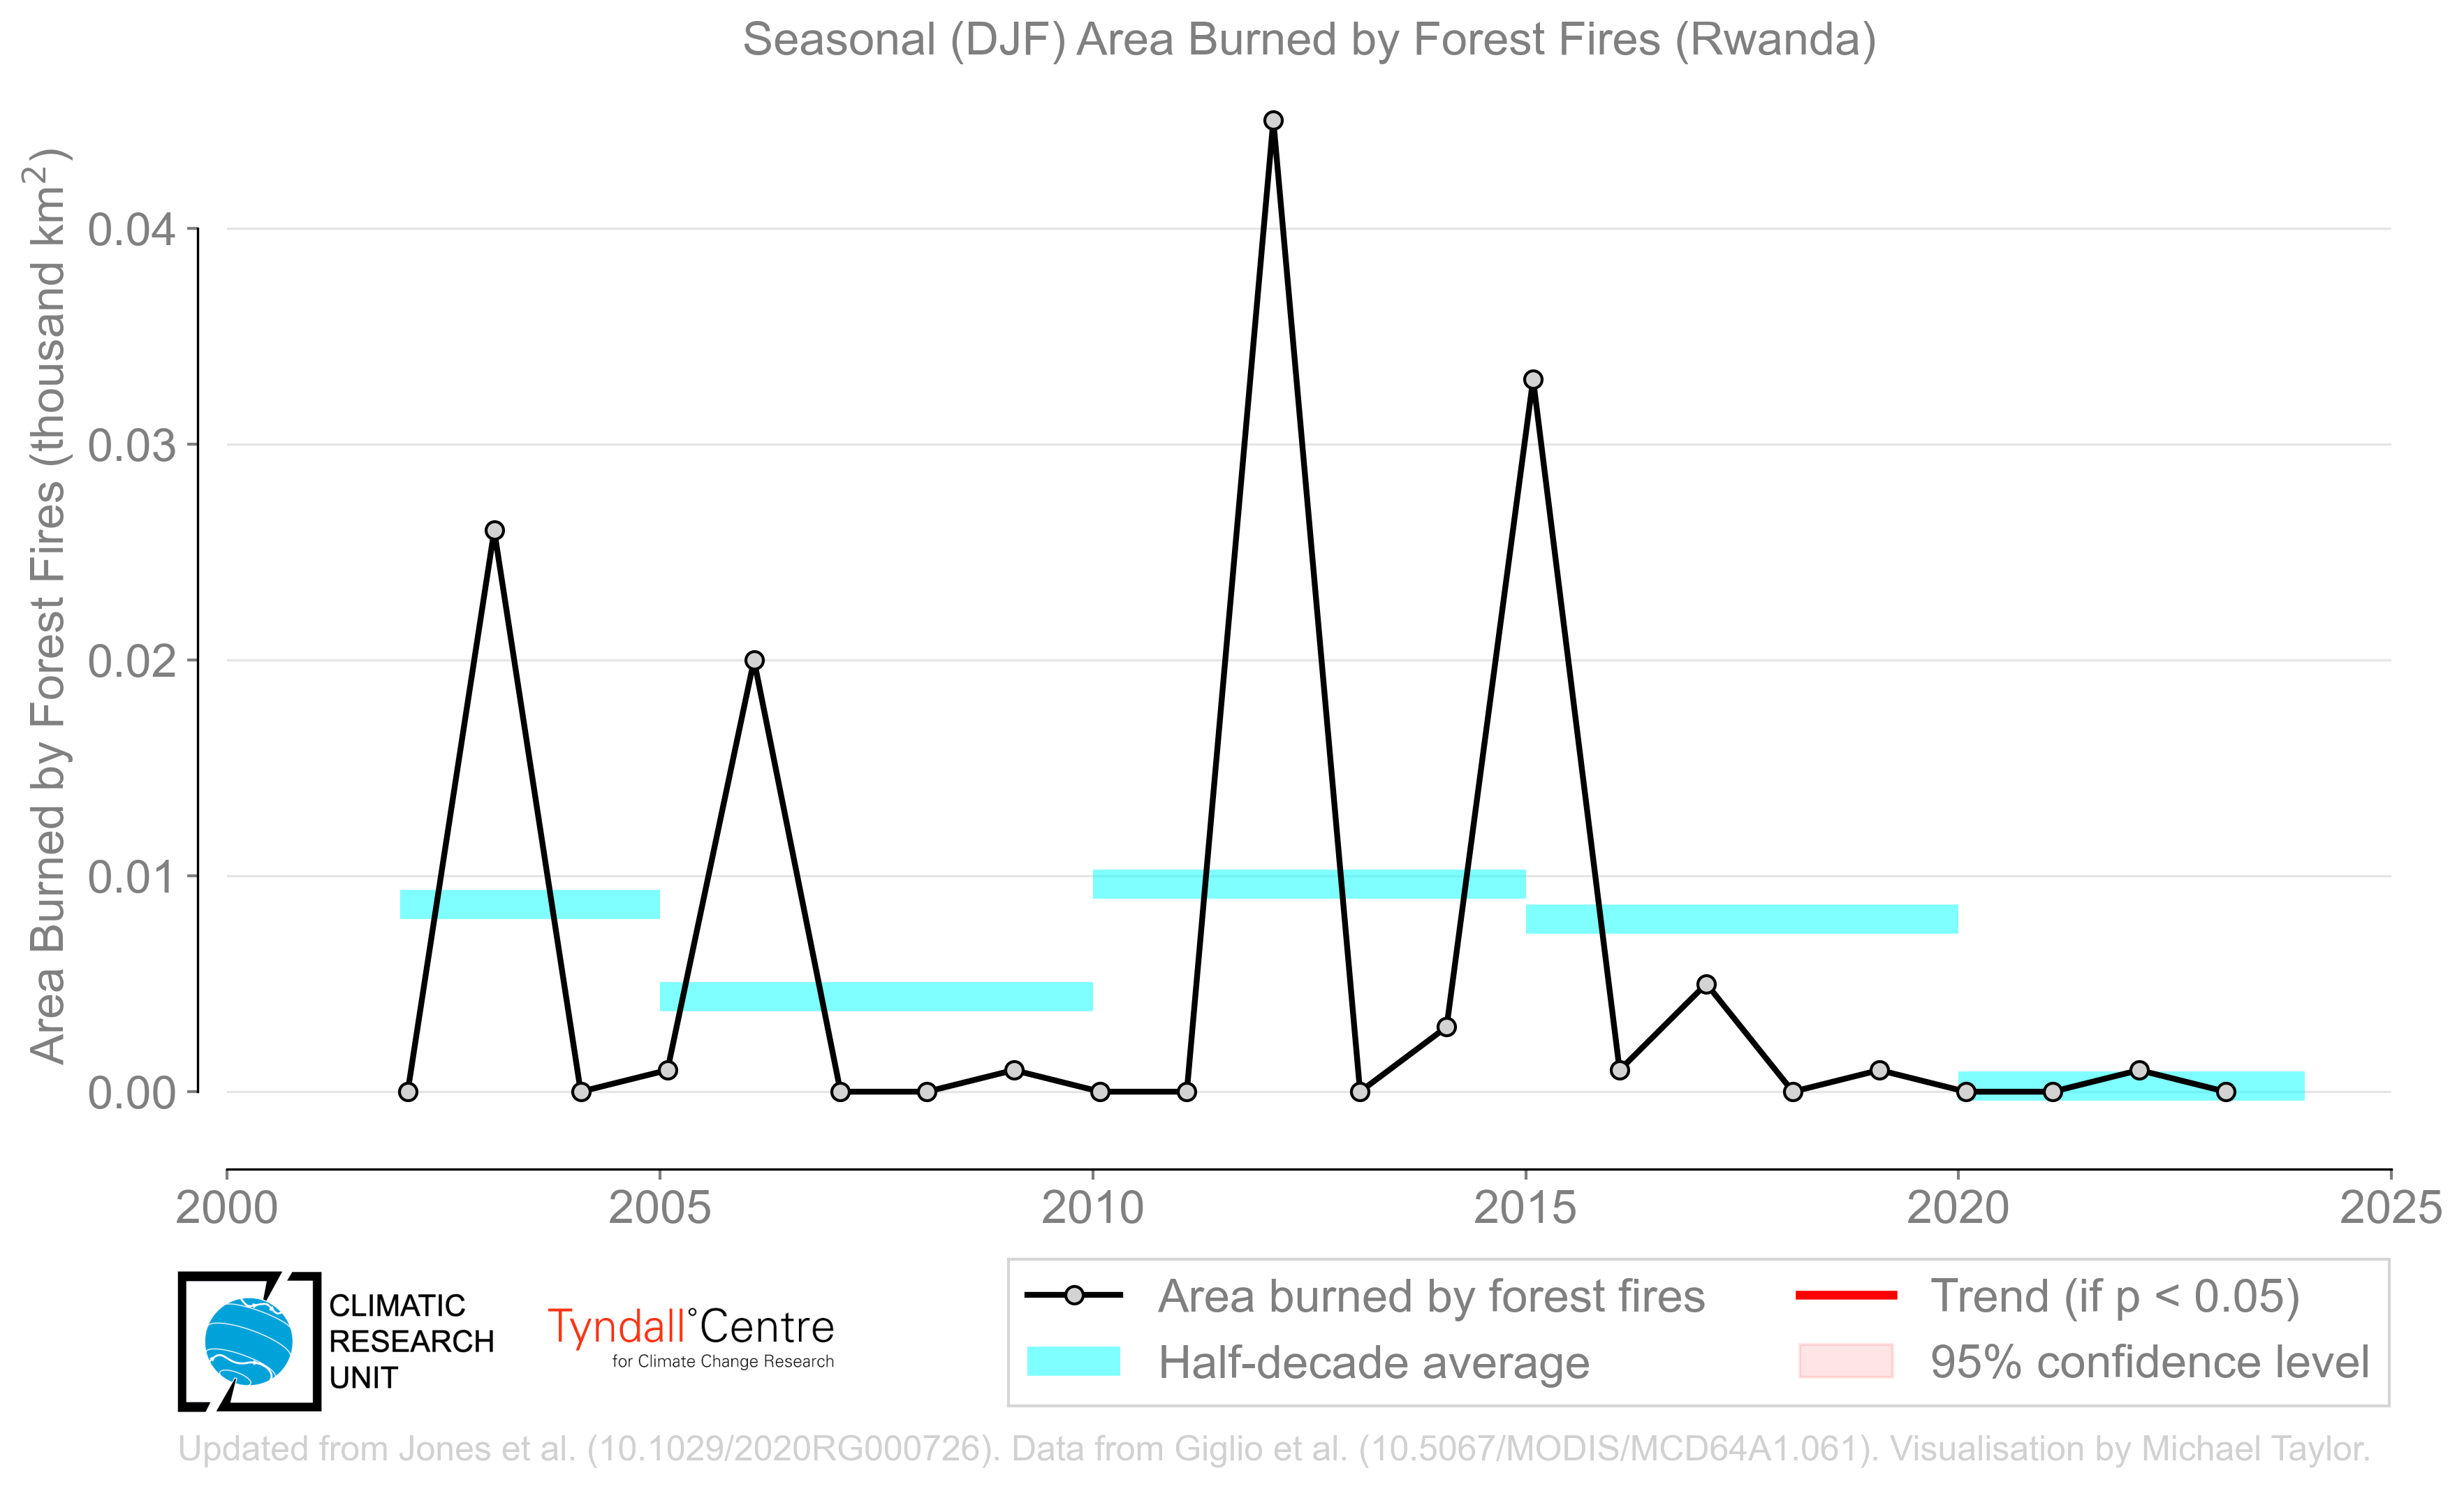 Seasonal (DJF) Area Burned by Forest Fires (Rwanda)
Area Burned by Forest Fires (thousand km²)
0.04
0.03
0.02
0.01
0.00
2000
2005
2010
2015
2020
2025
CLIMATIC
RESEARCH
UNIT
Tyndall°Centre
for Climate Change Research
Area burned by forest fires
Half-decade average
Trend (if p < 0.05)
95% confidence level
Updated from Jones et al. (10.1029/2020RG000726). Data from Giglio et al. (10.5067/MODIS/MCD64A1.061). Visualisation by Michael Taylor.